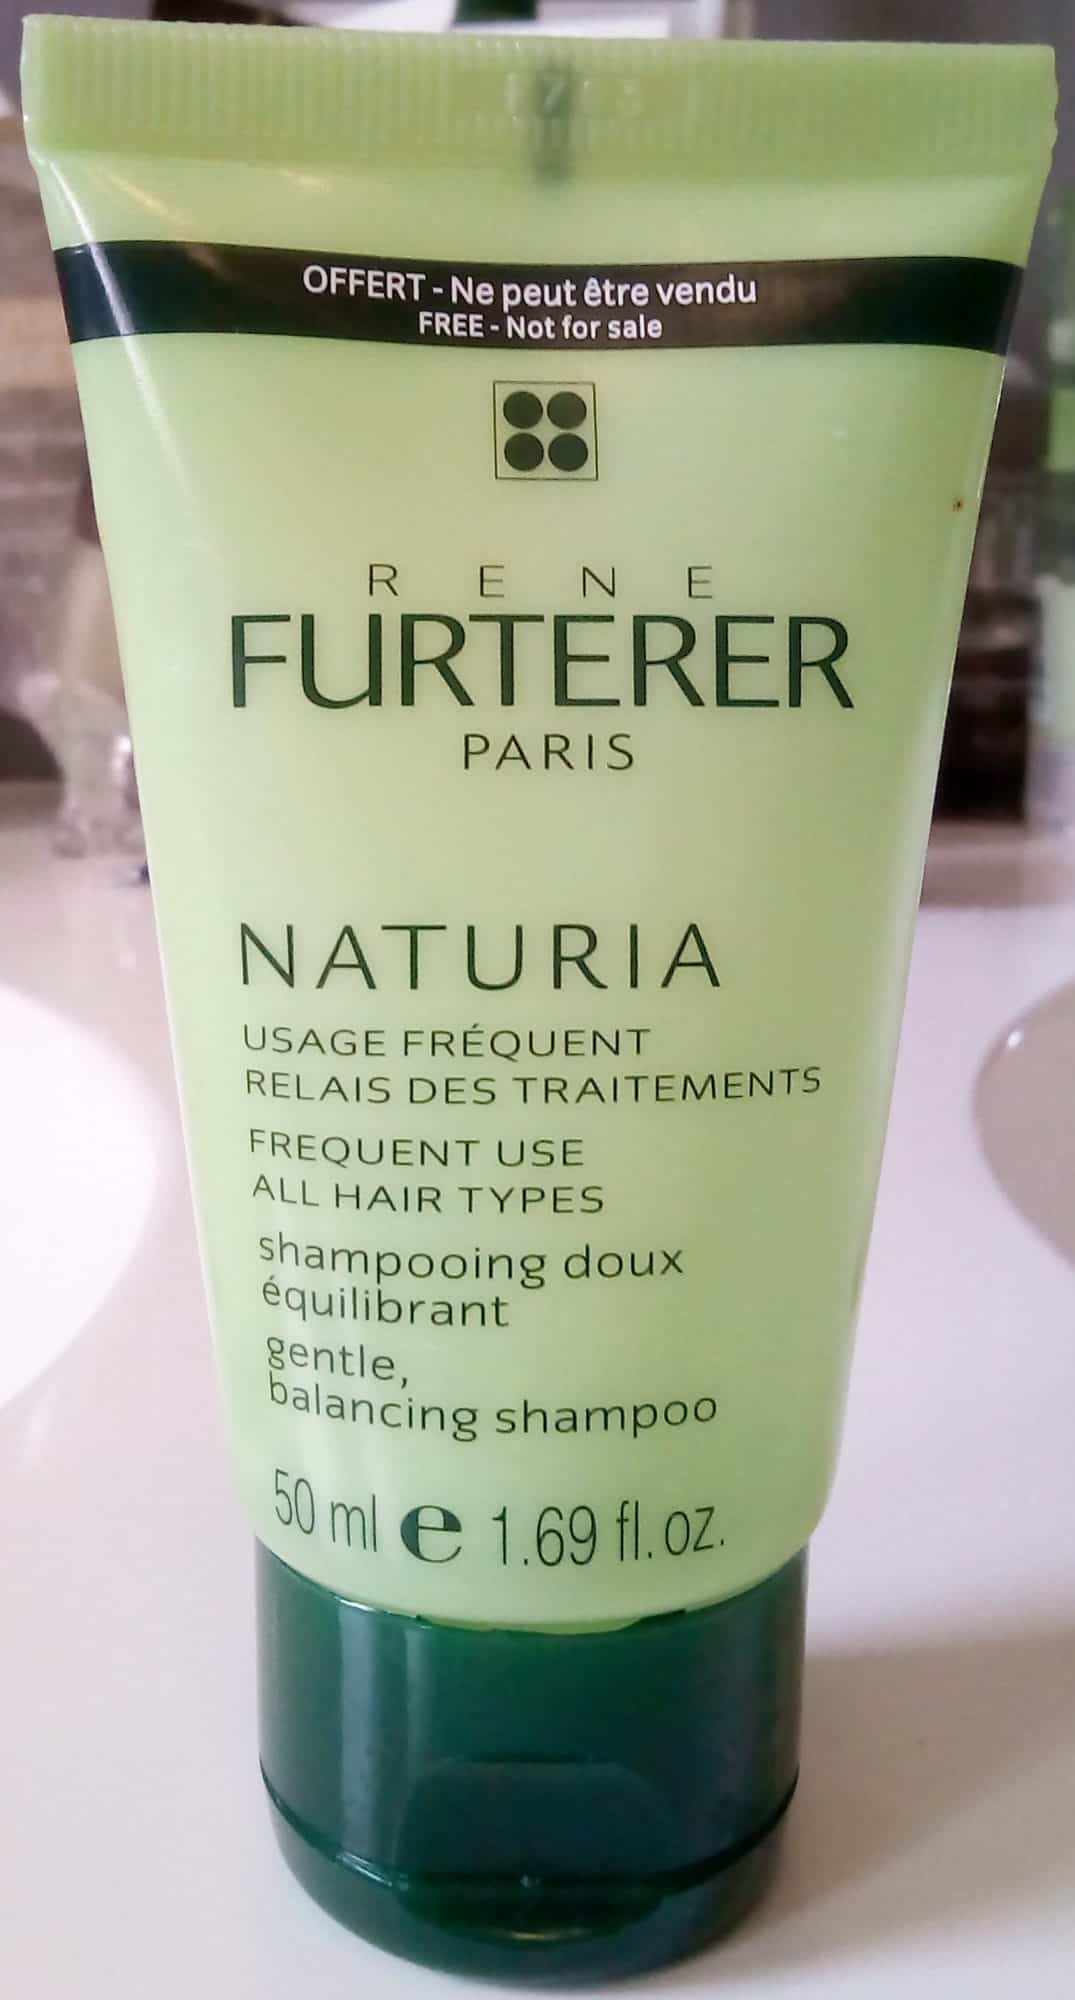 OFFERT - Ne peut être vendu
FREE - Not for sale
RENE
FURTERER
PARIS
NATURIA
USAGE FRÉQUENT
RELAIS DES TRAITEMENTS
FREQUENT USE
ALL HAIR TYPES
shampooing doux
équilibrant
gentle,
balancing shampoo
50 ml e 1.69 fl. oz.